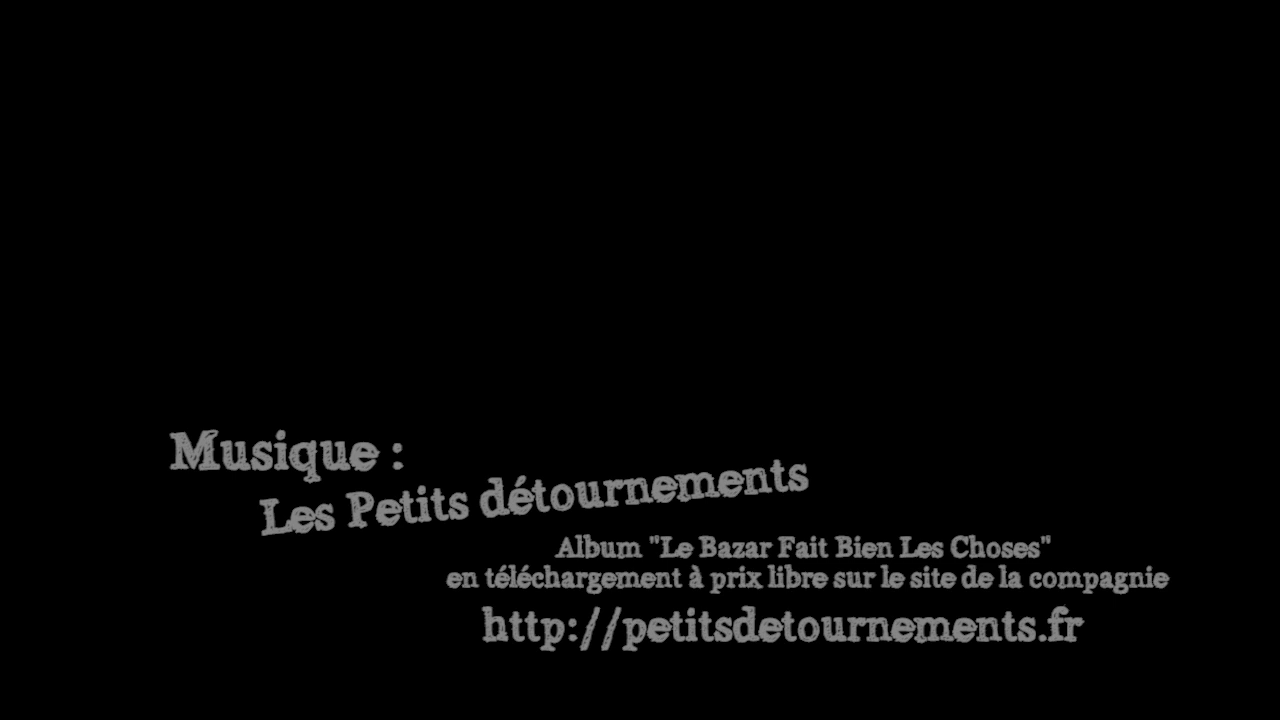 Musique :
Les Petits détournements
Album "Le Bazar Fait Bien Les Choses"
en téléchargement à prix libre sur le site de la compagnie
http://petitsdetournements.fr